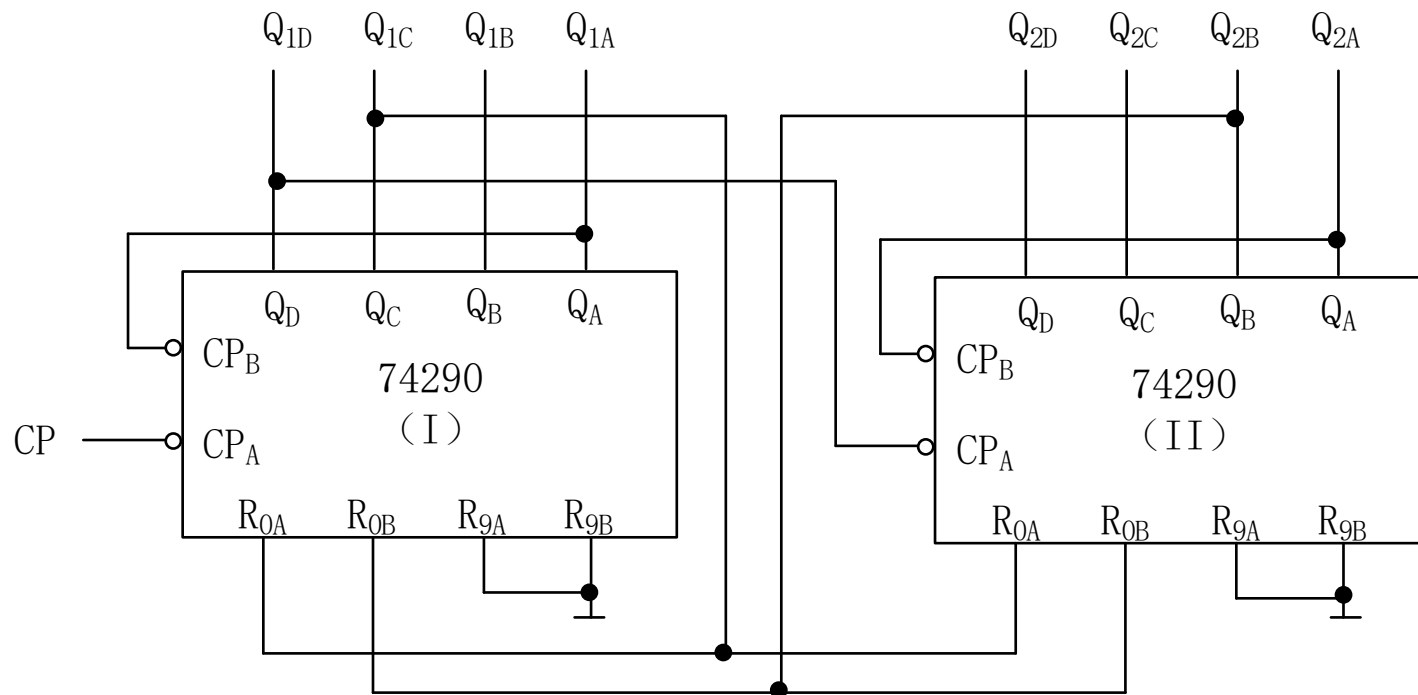 Q1D Q1C Q1B Q1A Q2D Q2C Q2B Q2A
QD QC QB QA
QD QC QB QA
CPB
74290
(I)
CP
CPA
R0A R0B R9A R9B
CPB
74290
(II)
CPA
R0A R0B R9A R9B